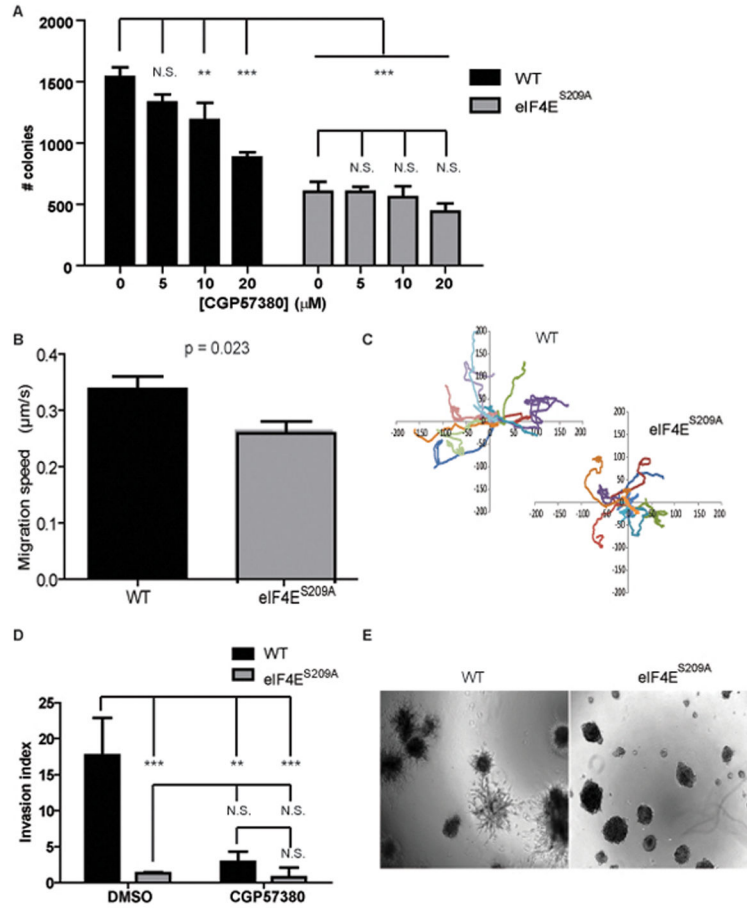 A
2000
1500
1000
500
0
# colonies
N.S. ** *** ***
N.S. N.S. N.S.
WT
eIF4E^S209A
0 5 10 20 0 5 10 20
[CGP57380] (μM)
B
p = 0.023
0.4
0.3
0.2
0.1
0.0
Migration speed (μm/s)
WT eIF4E^S209A
C
WT
200
150
100
50
-200 -150 -100 -50 50 100 150 200
-50
-100
-150
-200
eIF4E^S209A
200
150
100
50
-200 -150 -100 -50 50 100 150 200
-50
-100
-150
-200
D
WT
eIF4E^S209A
25
20
15
10
5
0
Invasion index
*** ** ***
N.S. N.S.
N.S.
DMSO CGP57380
E
WT eIF4E^S209A